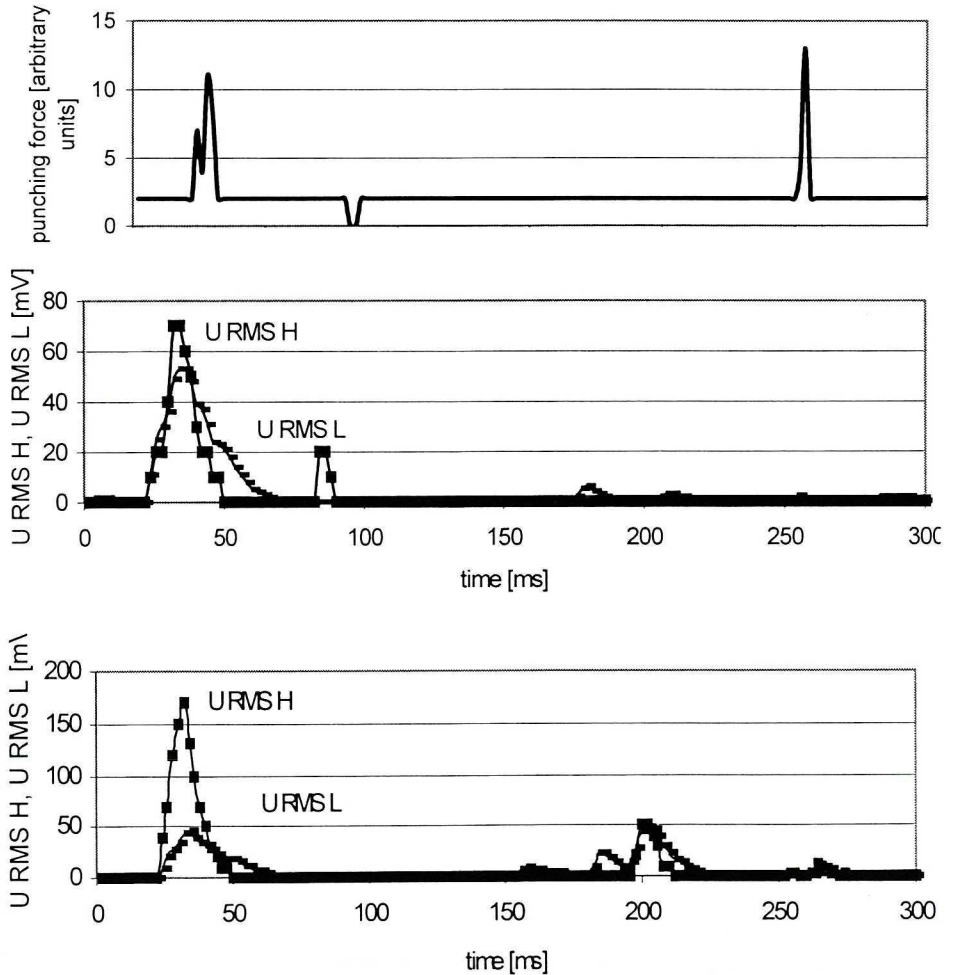 punching force [arbitrary
units]
15
10
5
0
U RMS H, U RMS L [mV]
80
60
40
20
0
U RMS H
U RMS L
0 50 100 150 200 250 300
time [ms]
U RMS H, U RMS L [m\
200
150
100
50
0
U RMS H
U RMS L
0 50 100 150 200 250 300
time [ms]